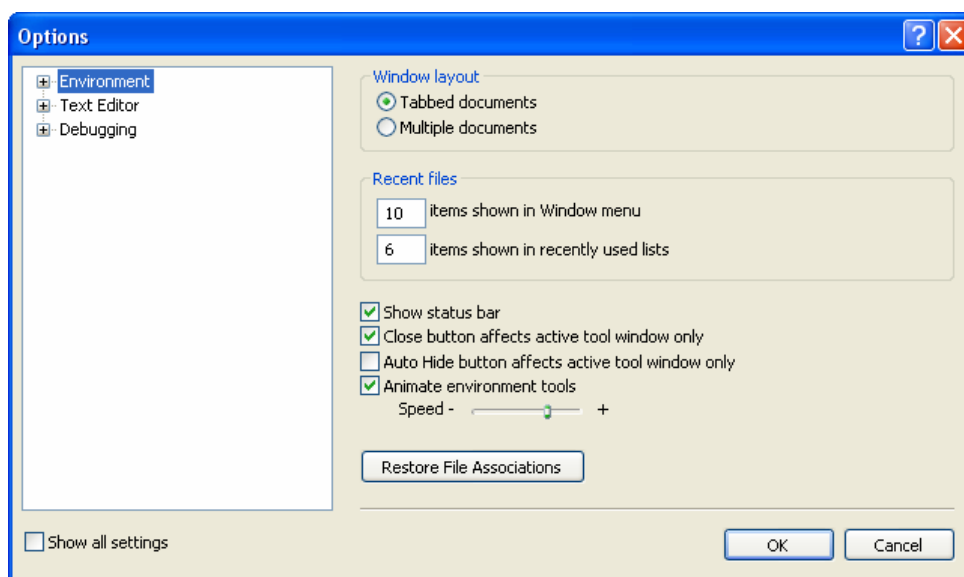 Options
Environment
Text Editor
Debugging
Window layout
Tabbed documents
Multiple documents
Recent files
10 items shown in Window menu
6 items shown in recently used lists
Show status bar
Close button affects active tool window only
Auto Hide button affects active tool window only
Animate environment tools
Speed - +
Restore File Associations
Show all settings
OK Cancel